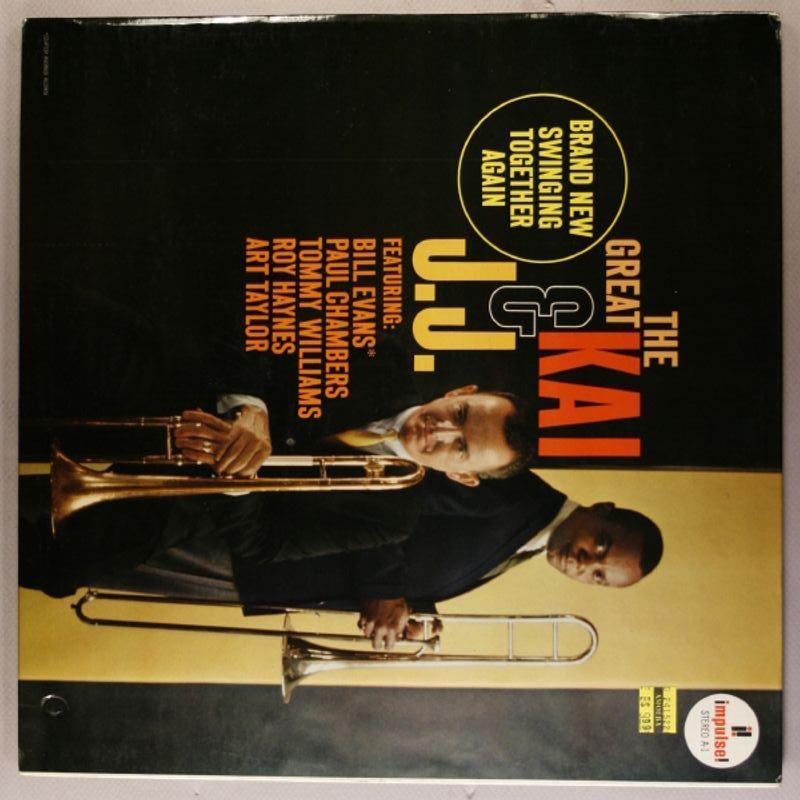 THE
GREAT
KAI
&
J.J.
BRAND NEW
SWINGING
TOGETHER
AGAIN
FEATURING:
BILL EVANS*
PAUL CHAMBERS
TOMMY WILLIAMS
ROY HAYNES
ART TAYLOR
impulse!
STEREO A-1